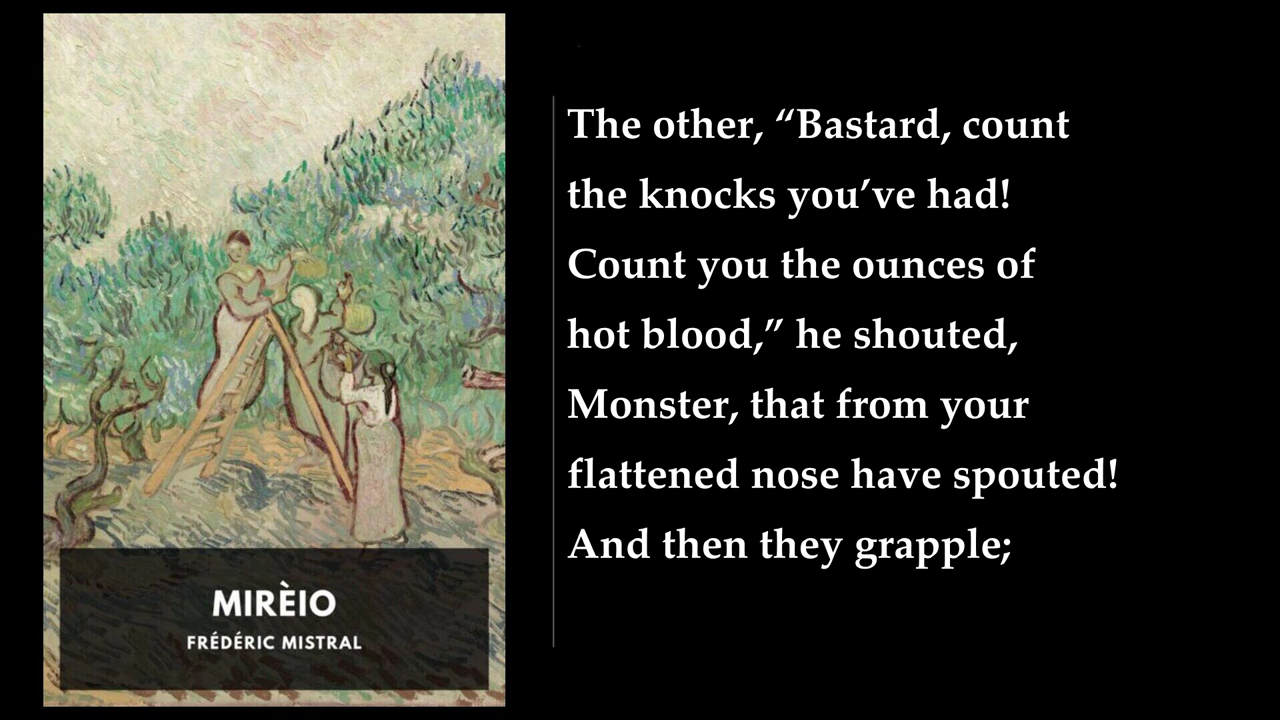 MIRÈIO
FRÉDÉRIC MISTRAL
The other, “Bastard, count
the knocks you’ve had!
Count you the ounces of
hot blood,” he shouted,
Monster, that from your
flattened nose have spouted!
And then they grapple;